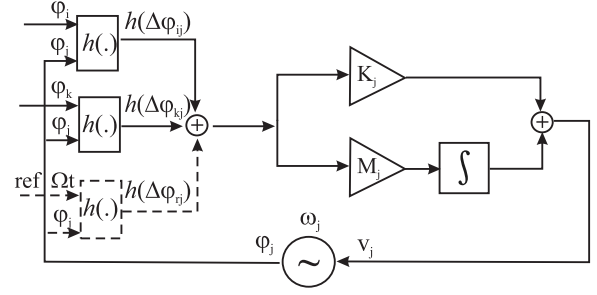 φi
h(Δφij)
φj
h(.)
φk
h(Δφkj)
φj
h(.)
+
Kj
Mj
∫
+
ref Ωt
h(Δφrj)
φj
h(.)
ωj
φj
~
vj